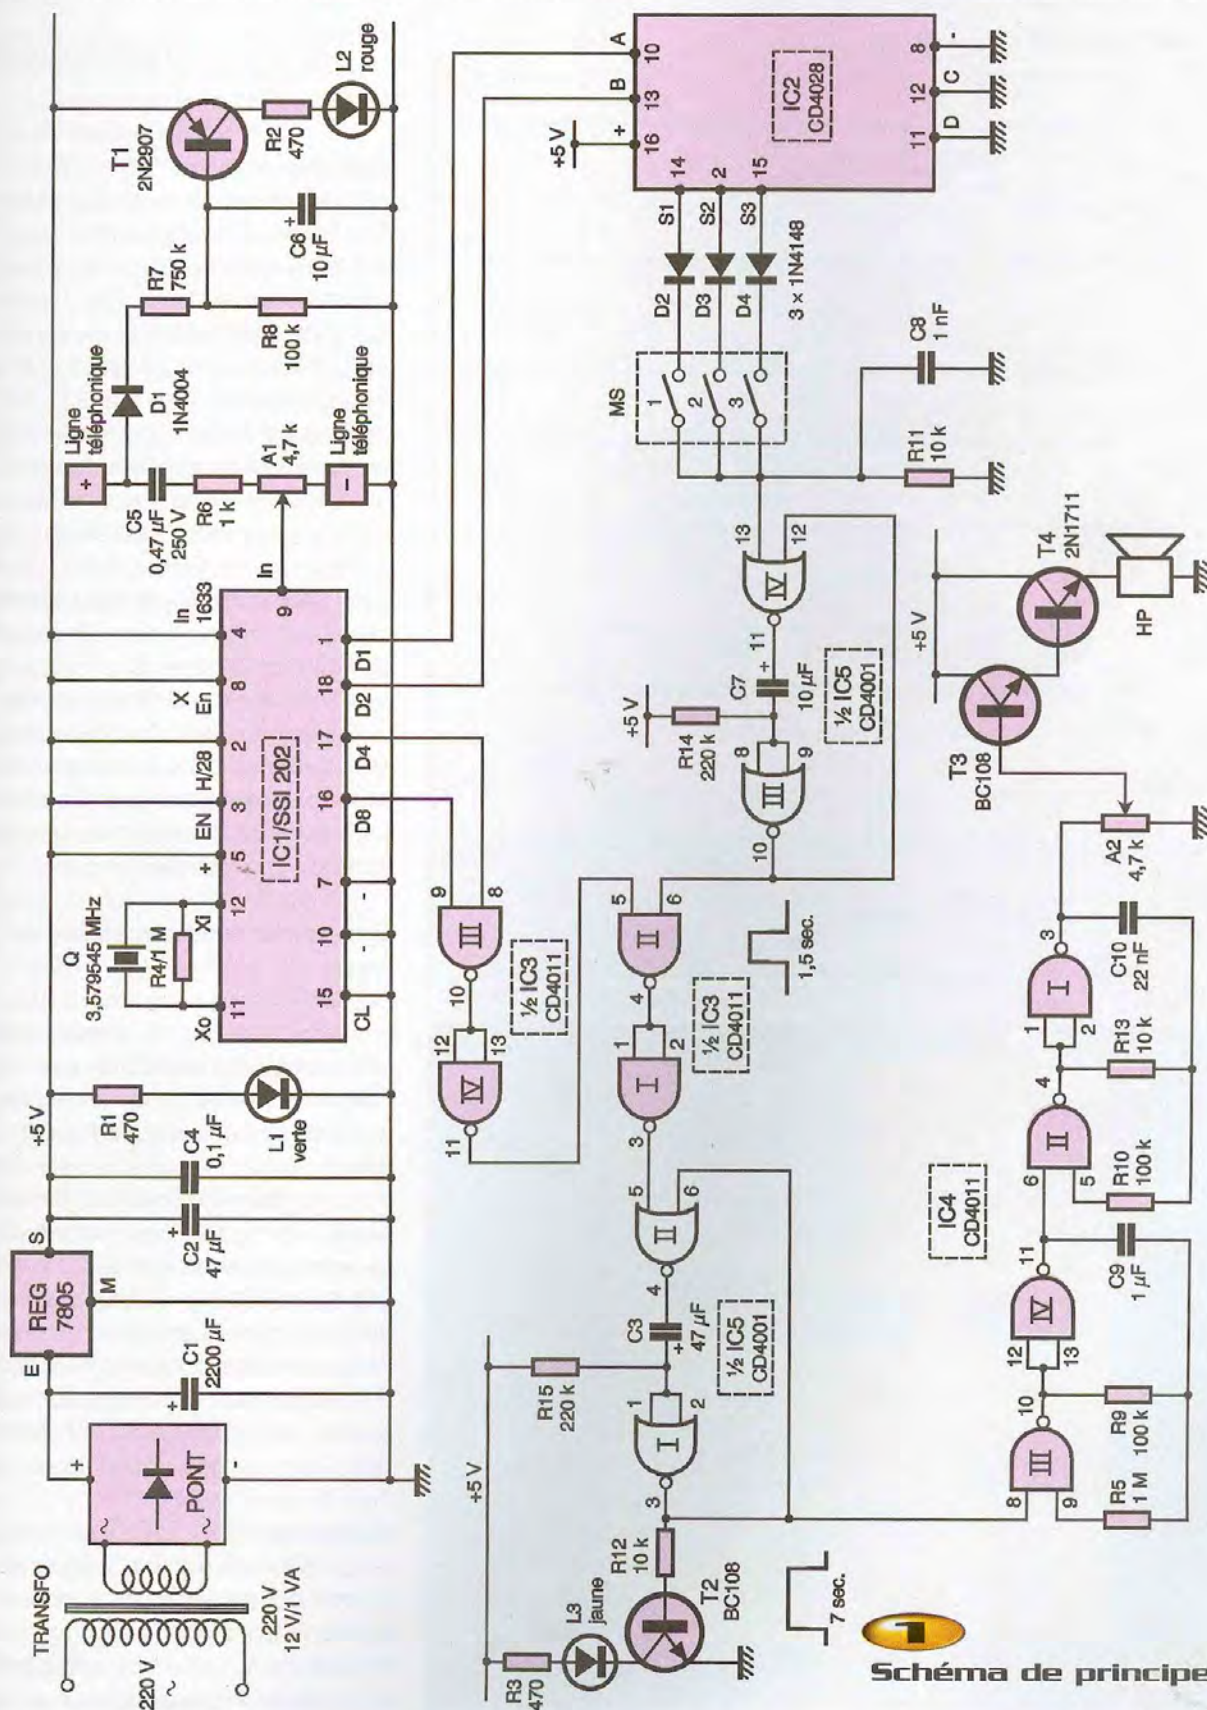 TRANSFO
220 V
~
220 V
12 V/1 VA
~
~
PONT
+
-
+
C1
2200 µF
E
REG
7805
S
M
+
C2
47 µF
C4
0,1 µF
+5 V
R1
470
L1
verte
Q
3,579545 MHz
R4/1 M
Xo
11
Xi
12
+
5
EN
3
H/28
2
X
En
8
In
1633
4
IC1/SSI 202
In
9
CL
15
-
10
-
7
D8
16
D4
17
D2
18
D1
1
+
Ligne
téléphonique
C5
0,47 µF
250 V
R6
1 k
A1
4,7 k
-
Ligne
téléphonique
D1
1N4004
R7
750 k
R8
100 k
+
C6
10 µF
T1
2N2907
R2
470
L2
rouge
A
10
B
13
+5 V
+
16
IC2
CD4028
8
-
12
C
11
D
14
2
15
S1
S2
S3
D2
D3
D4
3 × 1N4148
MS
1
2
3
C8
1 nF
R11
10 k
13
12
IV
11
C7
+
10 µF
½ IC5
CD4001
+5 V
R14
220 k
8
9
III
10
1,5 sec.
9
8
III
10
½ IC3
CD4011
12
13
IV
11
5
6
II
4
½ IC3
CD4011
1
2
I
3
5
6
II
4
C3
+
47 µF
½ IC5
CD4001
+5 V
R15
220 k
1
2
I
3
R12
10 k
T2
BC108
L3
jaune
R3
470
7 sec.
8
9
III
10
R5
1 M
R9
100 k
12
13
IV
11
C9
1 µF
IC4
CD4011
6
5
II
4
R10
100 k
R13
10 k
1
2
I
3
C10
22 nF
A2
4,7 k
T3
BC108
+5 V
T4
2N1711
HP
1
Schéma de principe